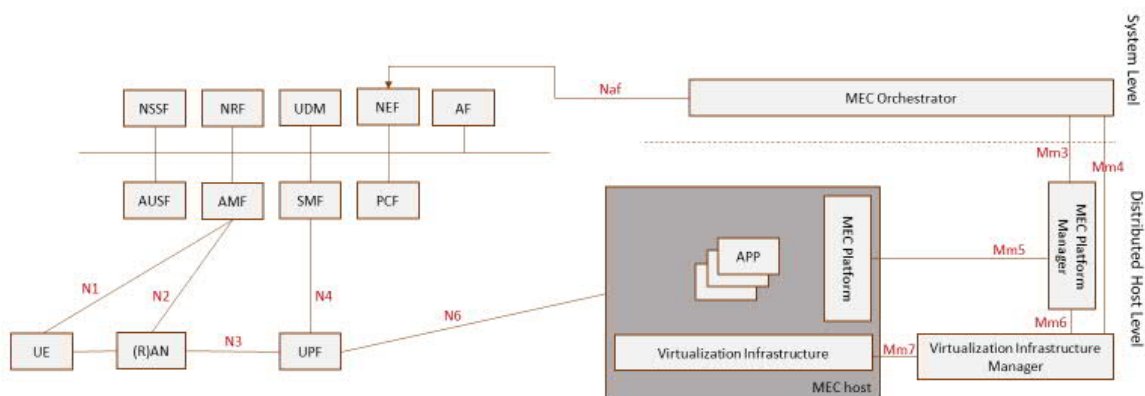 System Level
Naf
MEC Orchestrator
NSSF
NRF
UDM
NEF
AF
Mm3
Mm4
AUSF
AMF
SMF
PCF
Distributed Host Level
MEC Platform
Manager
MEC Platform
APP
Mm5
N1
N2
N4
N6
Mm6
UE
(R)AN
N3
UPF
Virtualization Infrastructure
Mm7
Virtualization Infrastructure
Manager
MEC host